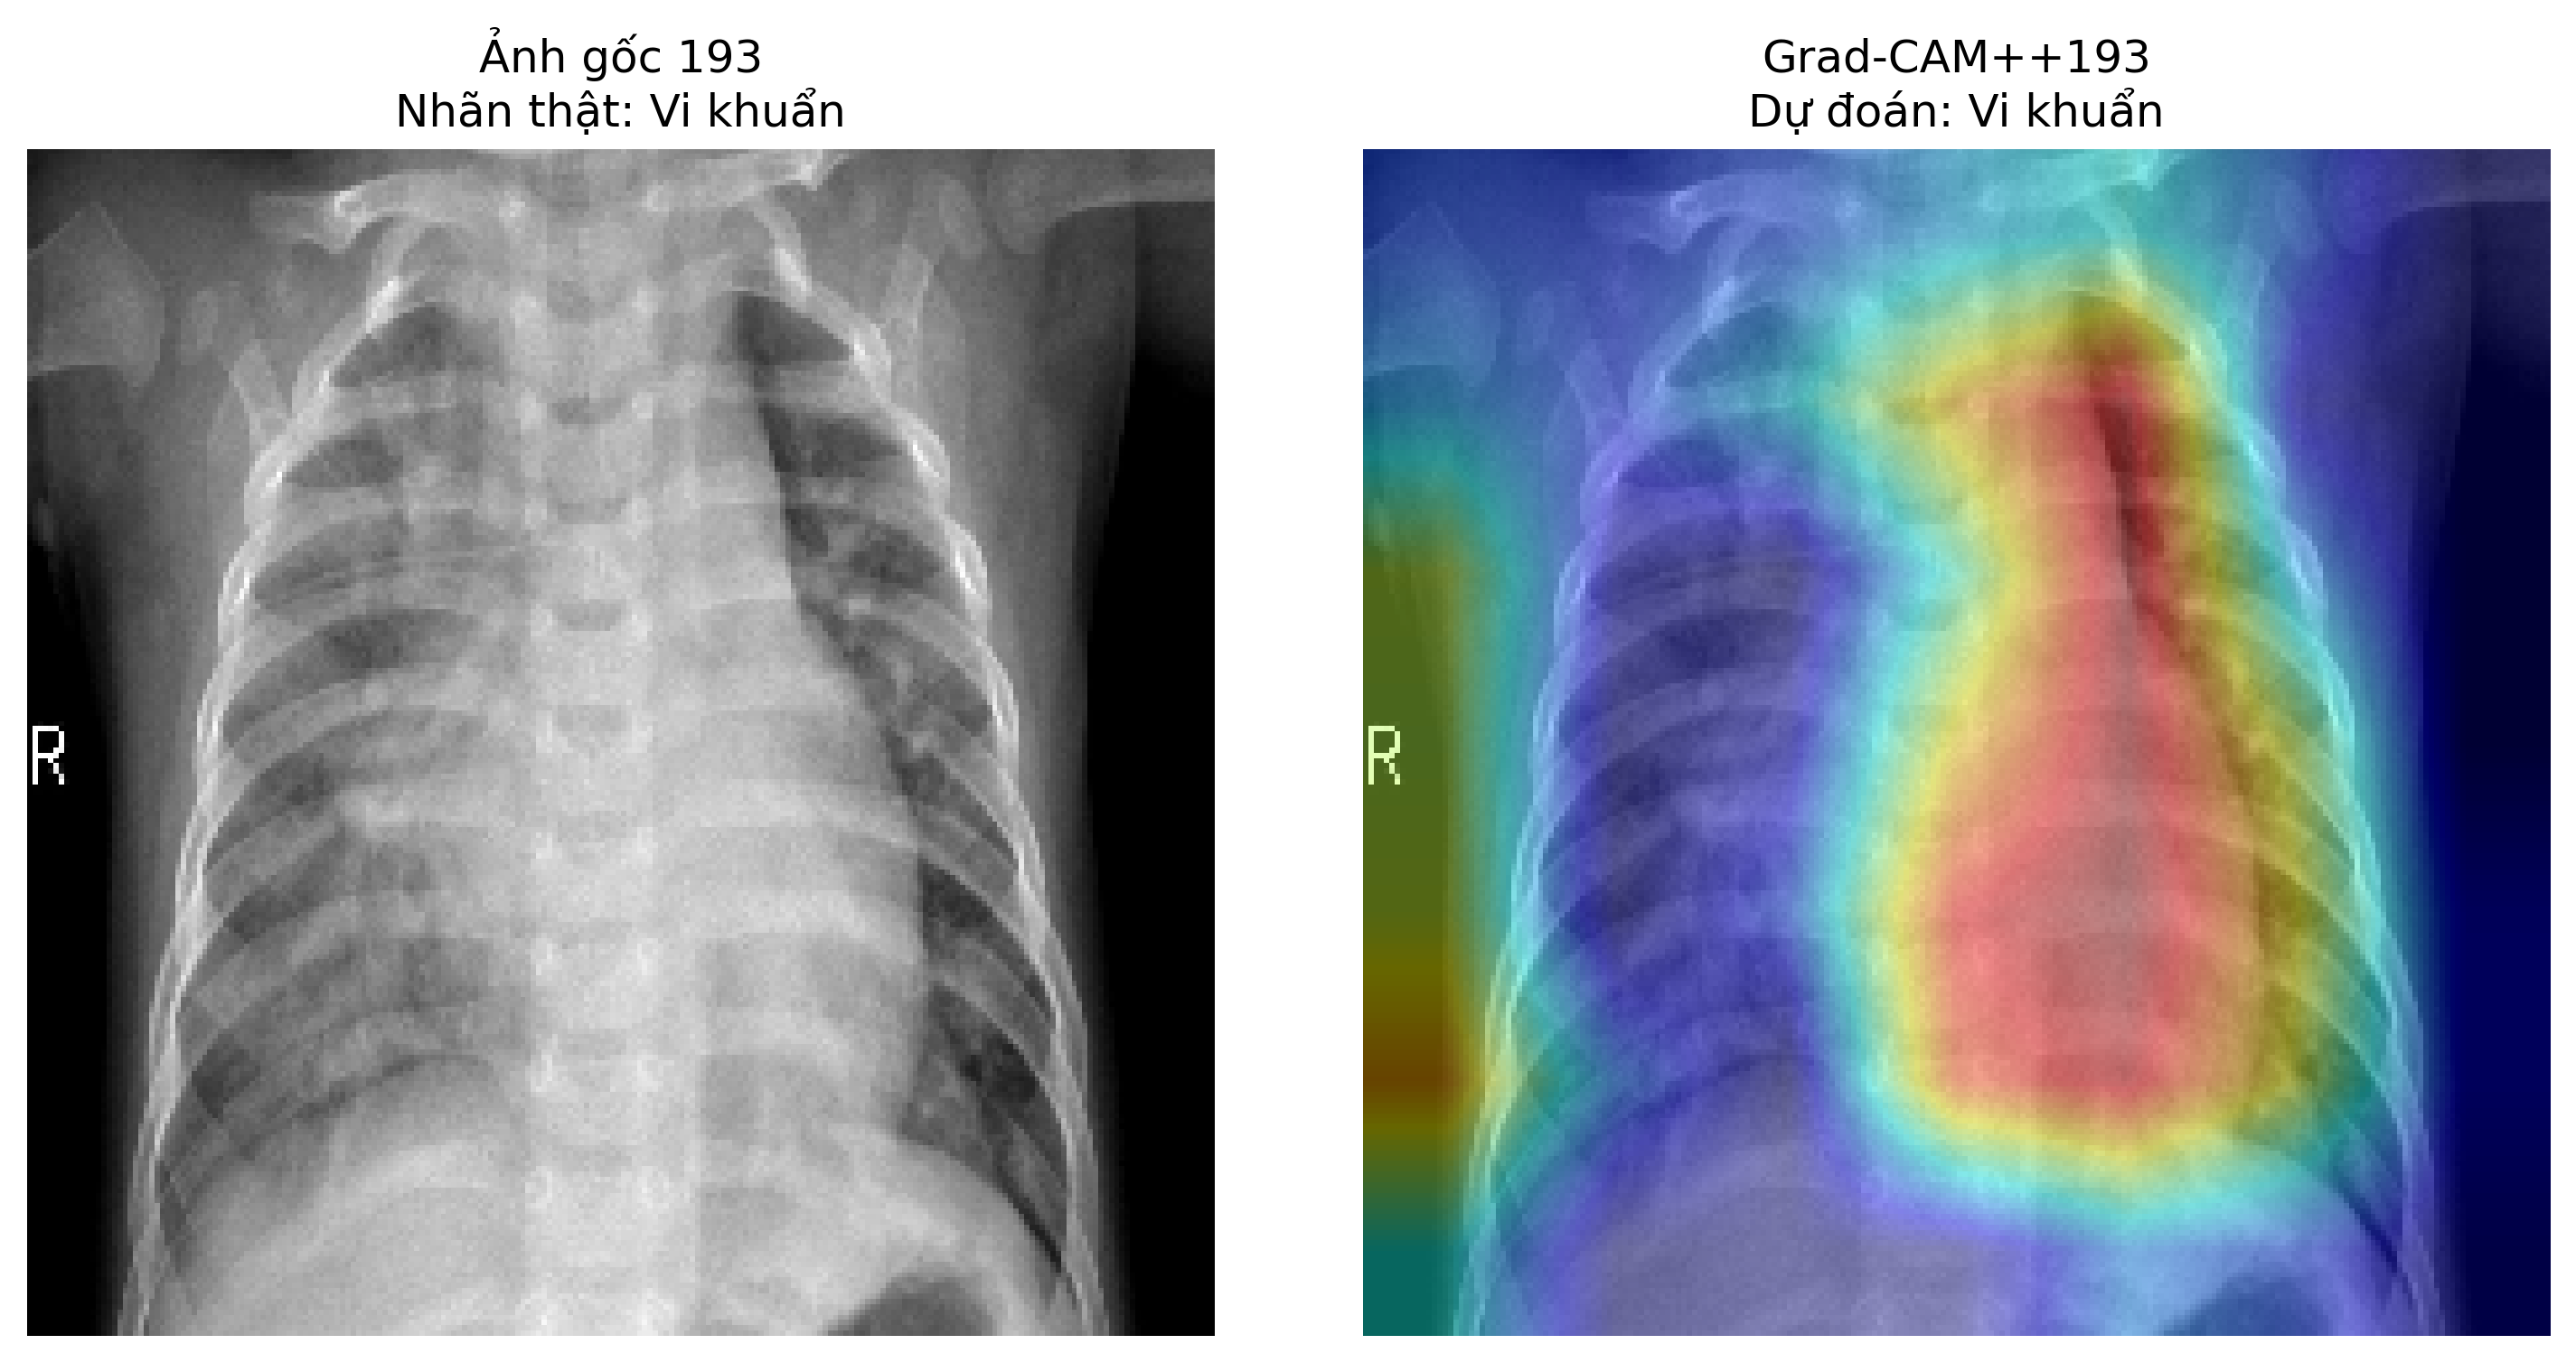 Ảnh gốc 193
Nhãn thật: Vi khuẩn
Grad-CAM++193
Dự đoán: Vi khuẩn
R
R